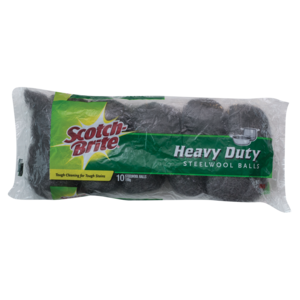 Scotch-Brite
Heavy Duty
STEELWOOL BALLS
Tough Cleaning for Tough Stains
10